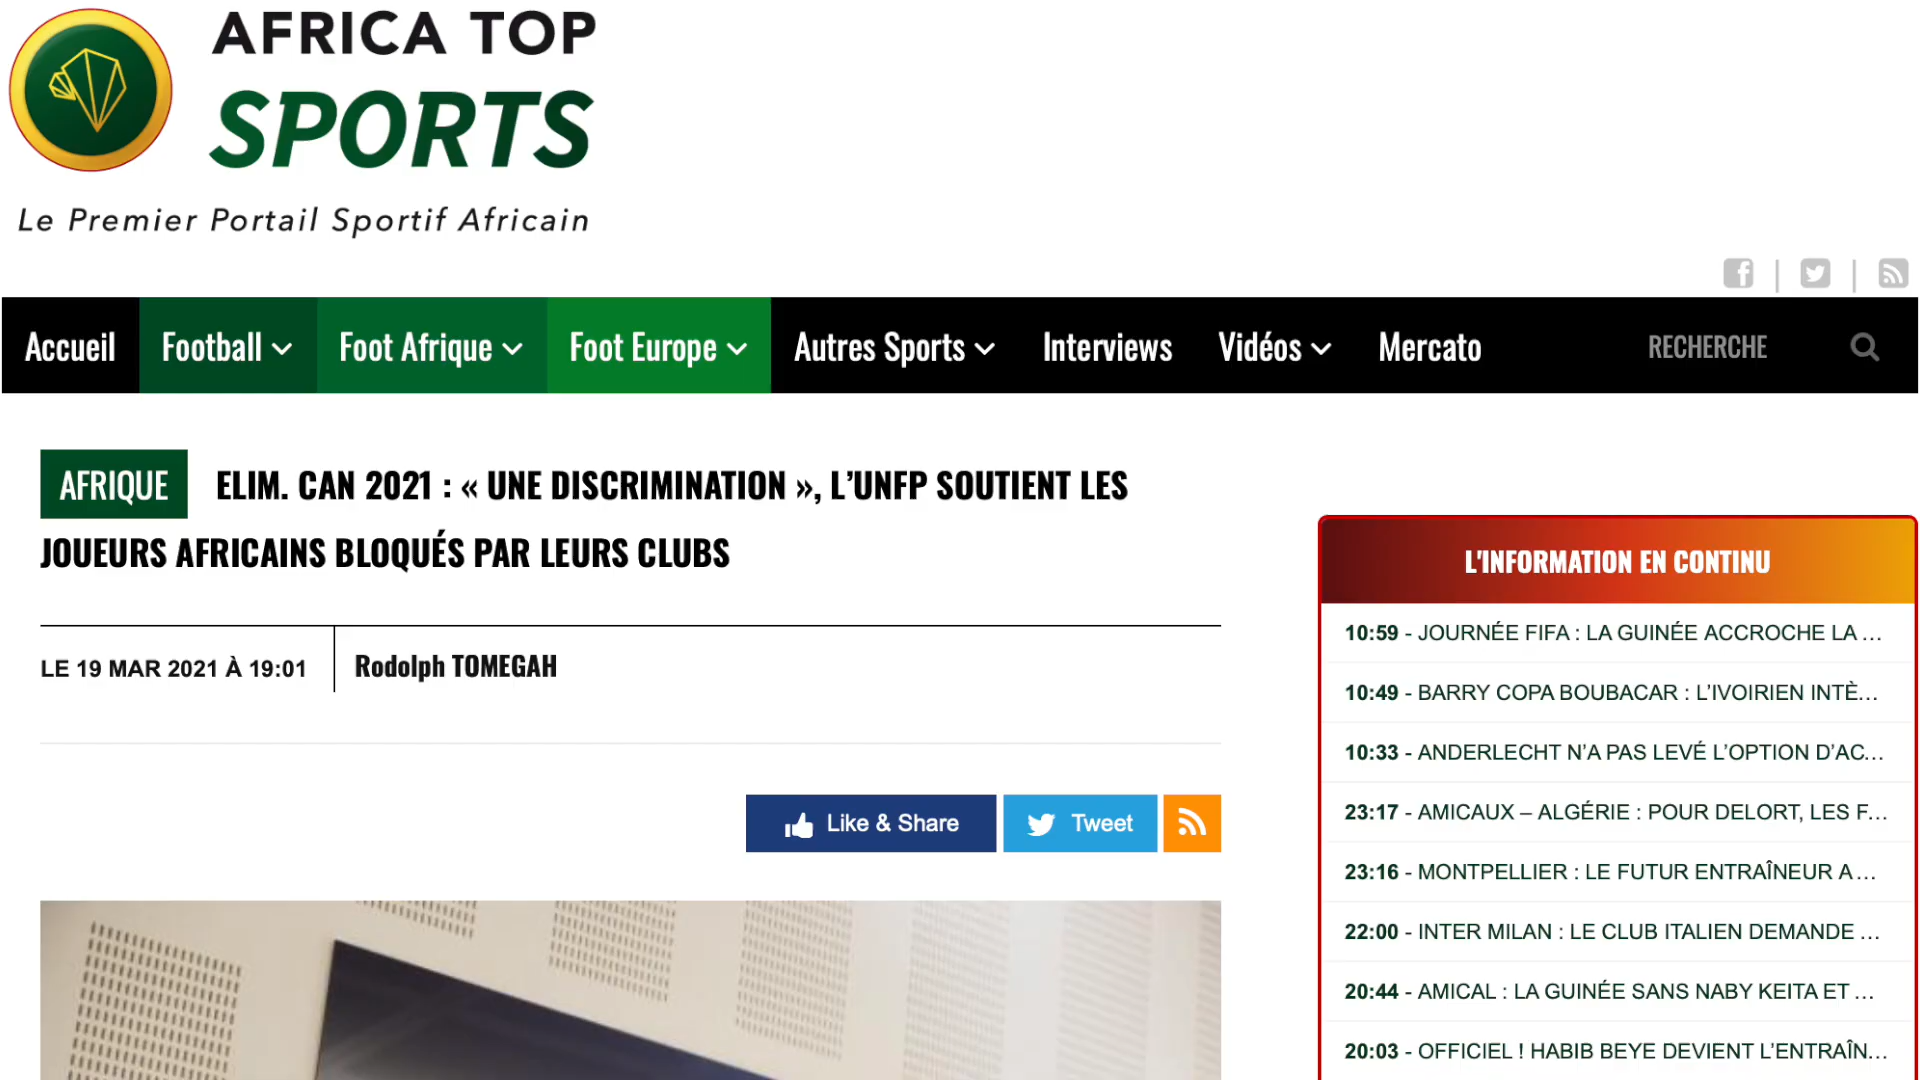 AFRICA TOP
SPORTS
Le Premier Portail Sportif Africain
Accueil
Football
Foot Afrique
Foot Europe
Autres Sports
Interviews
Vidéos
Mercato
RECHERCHE
AFRIQUE ELIM. CAN 2021 : « UNE DISCRIMINATION », L’UNFP SOUTIENT LES
JOUEURS AFRICAINS BLOQUÉS PAR LEURS CLUBS
LE 19 MAR 2021 À 19:01
Rodolph TOMEGAH
Like & Share
Tweet
L'INFORMATION EN CONTINU
10:59 - JOURNÉE FIFA : LA GUINÉE ACCROCHE LA …
10:49 - BARRY COPA BOUBACAR : L’IVOIRIEN INTÈ…
10:33 - ANDERLECHT N’A PAS LEVÉ L’OPTION D’AC…
23:17 - AMICAUX – ALGÉRIE : POUR DELORT, LES F…
23:16 - MONTPELLIER : LE FUTUR ENTRAÎNEUR A …
22:00 - INTER MILAN : LE CLUB ITALIEN DEMANDE …
20:44 - AMICAL : LA GUINÉE SANS NABY KEITA ET …
20:03 - OFFICIEL ! HABIB BEYE DEVIENT L’ENTRAÎN…